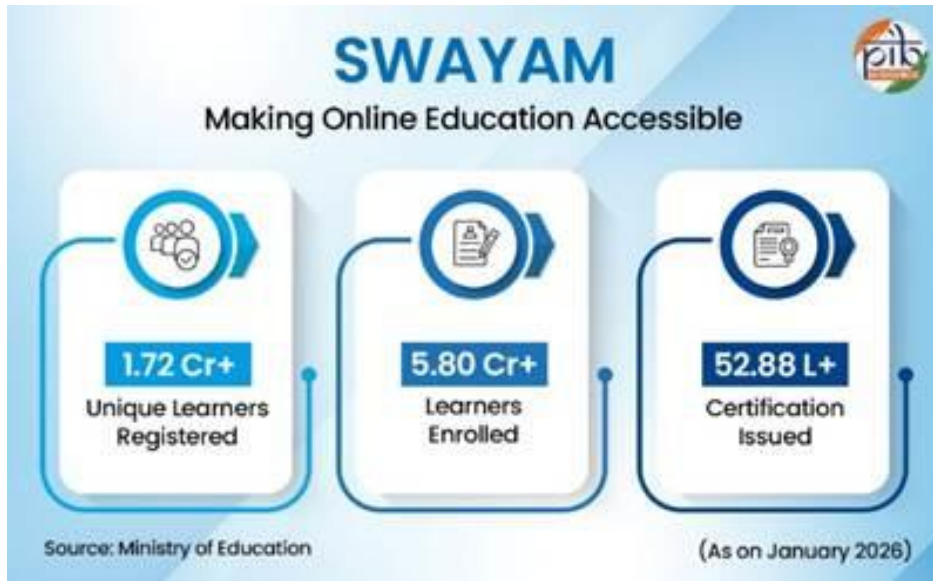 SWAYAM
pib
Making Online Education Accessible
1.72 Cr+
Unique Learners
Registered
5.80 Cr+
Learners
Enrolled
52.88 L+
Certification
Issued
Source: Ministry of Education
(As on January 2026)